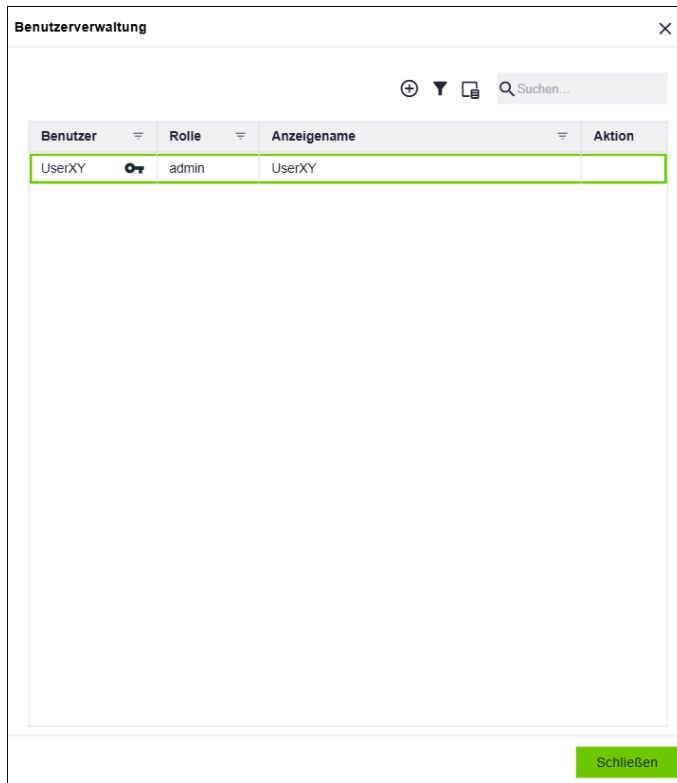 Benutzerverwaltung
Suchen...
Benutzer Rolle Anzeigename Aktion
UserXY admin UserXY
Schließen